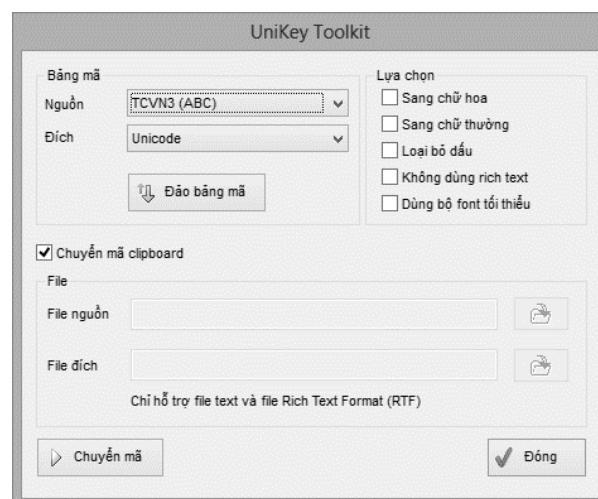 UniKey Toolkit
Bảng mã
Nguồn TCVN3 (ABC)
Đích Unicode
Đảo bảng mã
Lựa chọn
Sang chữ hoa
Sang chữ thường
Loại bỏ dấu
Không dùng rich text
Dùng bộ font tối thiểu
Chuyển mã clipboard
File
File nguồn
File đích
Chỉ hỗ trợ file text và file Rich Text Format (RTF)
Chuyển mã
Đóng